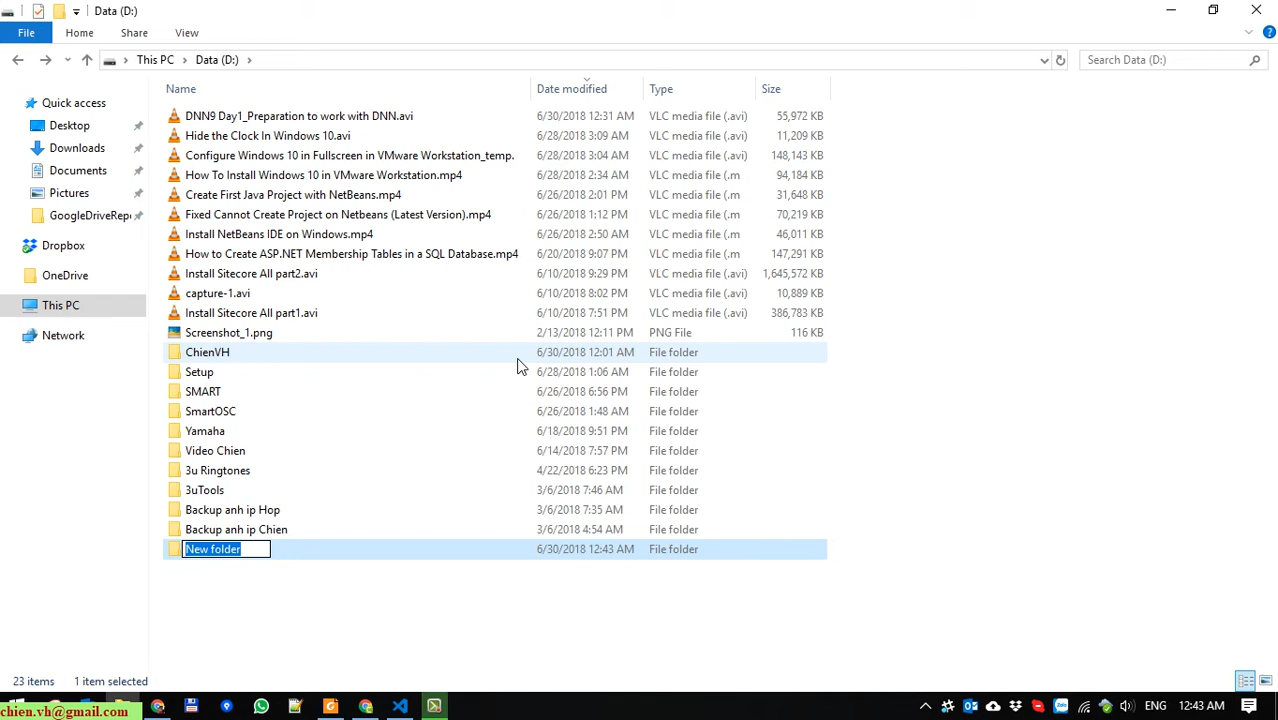 Data (D:)
File Home Share View
This PC Data (D:) Search Data (D:)
Name Date modified Type Size
Quick access
Desktop
Downloads
Documents
Pictures
GoogleDriveRep
Dropbox
OneDrive
This PC
Network
DNN9 Day1_Preparation to work with DNN.avi 6/30/2018 12:31 AM VLC media file (.avi) 55,972 KB
Hide the Clock In Windows 10.avi 6/28/2018 3:09 AM VLC media file (.avi) 11,209 KB
Configure Windows 10 in Fullscreen in VMware Workstation_temp. 6/28/2018 3:04 AM VLC media file (.avi) 148,143 KB
How To Install Windows 10 in VMware Workstation.mp4 6/28/2018 2:34 AM VLC media file (.m 94,184 KB
Create First Java Project with NetBeans.mp4 6/26/2018 2:01 PM VLC media file (.m 31,648 KB
Fixed Cannot Create Project on Netbeans (Latest Version).mp4 6/26/2018 1:12 PM VLC media file (.m 70,219 KB
Install NetBeans IDE on Windows.mp4 6/26/2018 2:50 AM VLC media file (.m 46,011 KB
How to Create ASP.NET Membership Tables in a SQL Database.mp4 6/20/2018 9:07 PM VLC media file (.m 147,291 KB
Install Sitecore All part2.avi 6/10/2018 9:29 PM VLC media file (.avi) 1,645,572 KB
capture-1.avi 6/10/2018 8:02 PM VLC media file (.avi) 10,889 KB
Install Sitecore All part1.avi 6/10/2018 7:51 PM VLC media file (.avi) 386,783 KB
Screenshot_1.png 2/13/2018 12:11 PM PNG File 116 KB
ChienVH 6/30/2018 12:01 AM File folder
Setup 6/28/2018 1:06 AM File folder
SMART 6/26/2018 6:56 PM File folder
SmartOSC 6/26/2018 1:48 AM File folder
Yamaha 6/18/2018 9:51 PM File folder
Video Chien 6/14/2018 7:57 PM File folder
3u Ringtones 4/22/2018 6:23 PM File folder
3uTools 3/6/2018 7:46 AM File folder
Backup anh ip Hop 3/6/2018 7:35 AM File folder
Backup anh ip Chien 3/6/2018 4:54 AM File folder
New folder 6/30/2018 12:43 AM File folder
23 items 1 item selected
chien.vh@gmail.com ENG 12:43 AM